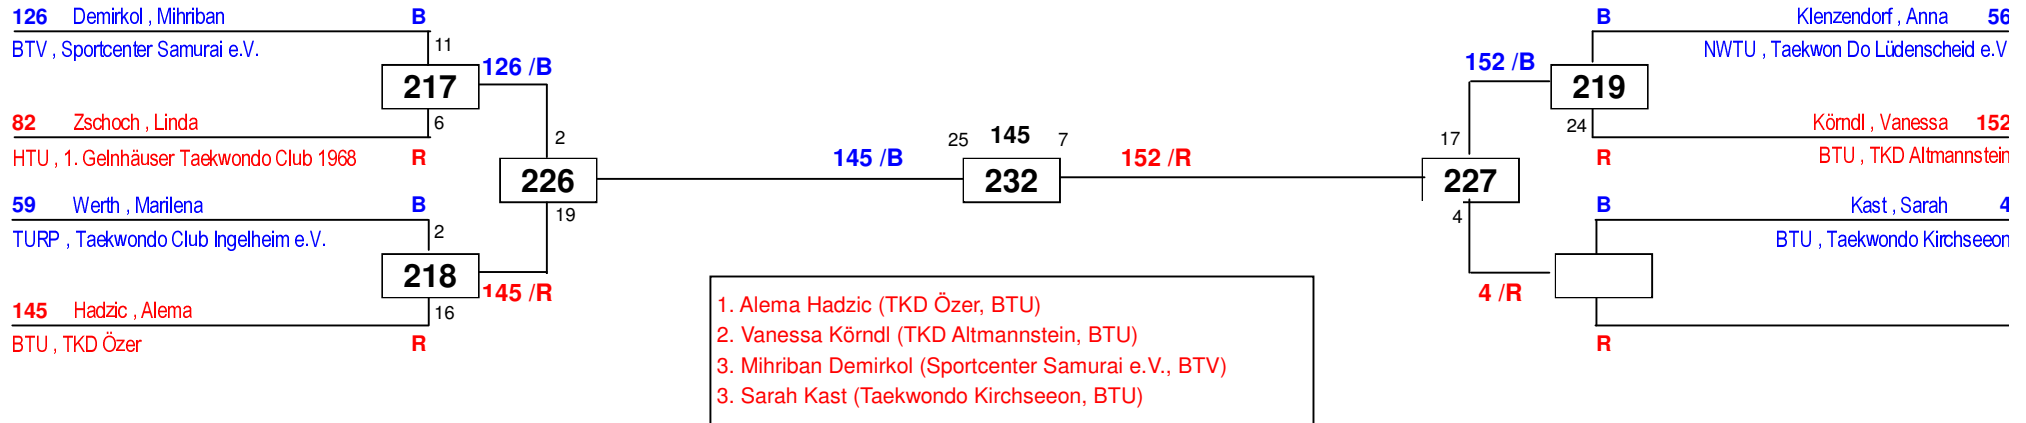 126 Demirkol , Mihriban B
BTV , Sportcenter Samurai e.V.
11
217
126 /B
6
82 Zschoch , Linda
HTU , 1. Gelnhäuser Taekwondo Club 1968 R
2
226
19
59 Werth , Marilena B
TURP , Taekwondo Club Ingelheim e.V.
2
218
145 /R
16
145 Hadzic , Alema
BTU , TKD Özer R
145 /B
25 145 7
232
152 /R
B Klenzendorf , Anna 56
NWTU , Taekwon Do Lüdenscheid e.V
152 /B
219
24
Körndl , Vanessa 152
R BTU , TKD Altmannstein
17
227
4
B Kast , Sarah 4
BTU , Taekwondo Kirchseeon
4 /R
R
1. Alema Hadzic (TKD Özer, BTU)
2. Vanessa Körndl (TKD Altmannstein, BTU)
3. Mihriban Demirkol (Sportcenter Samurai e.V., BTV)
3. Sarah Kast (Taekwondo Kirchseeon, BTU)